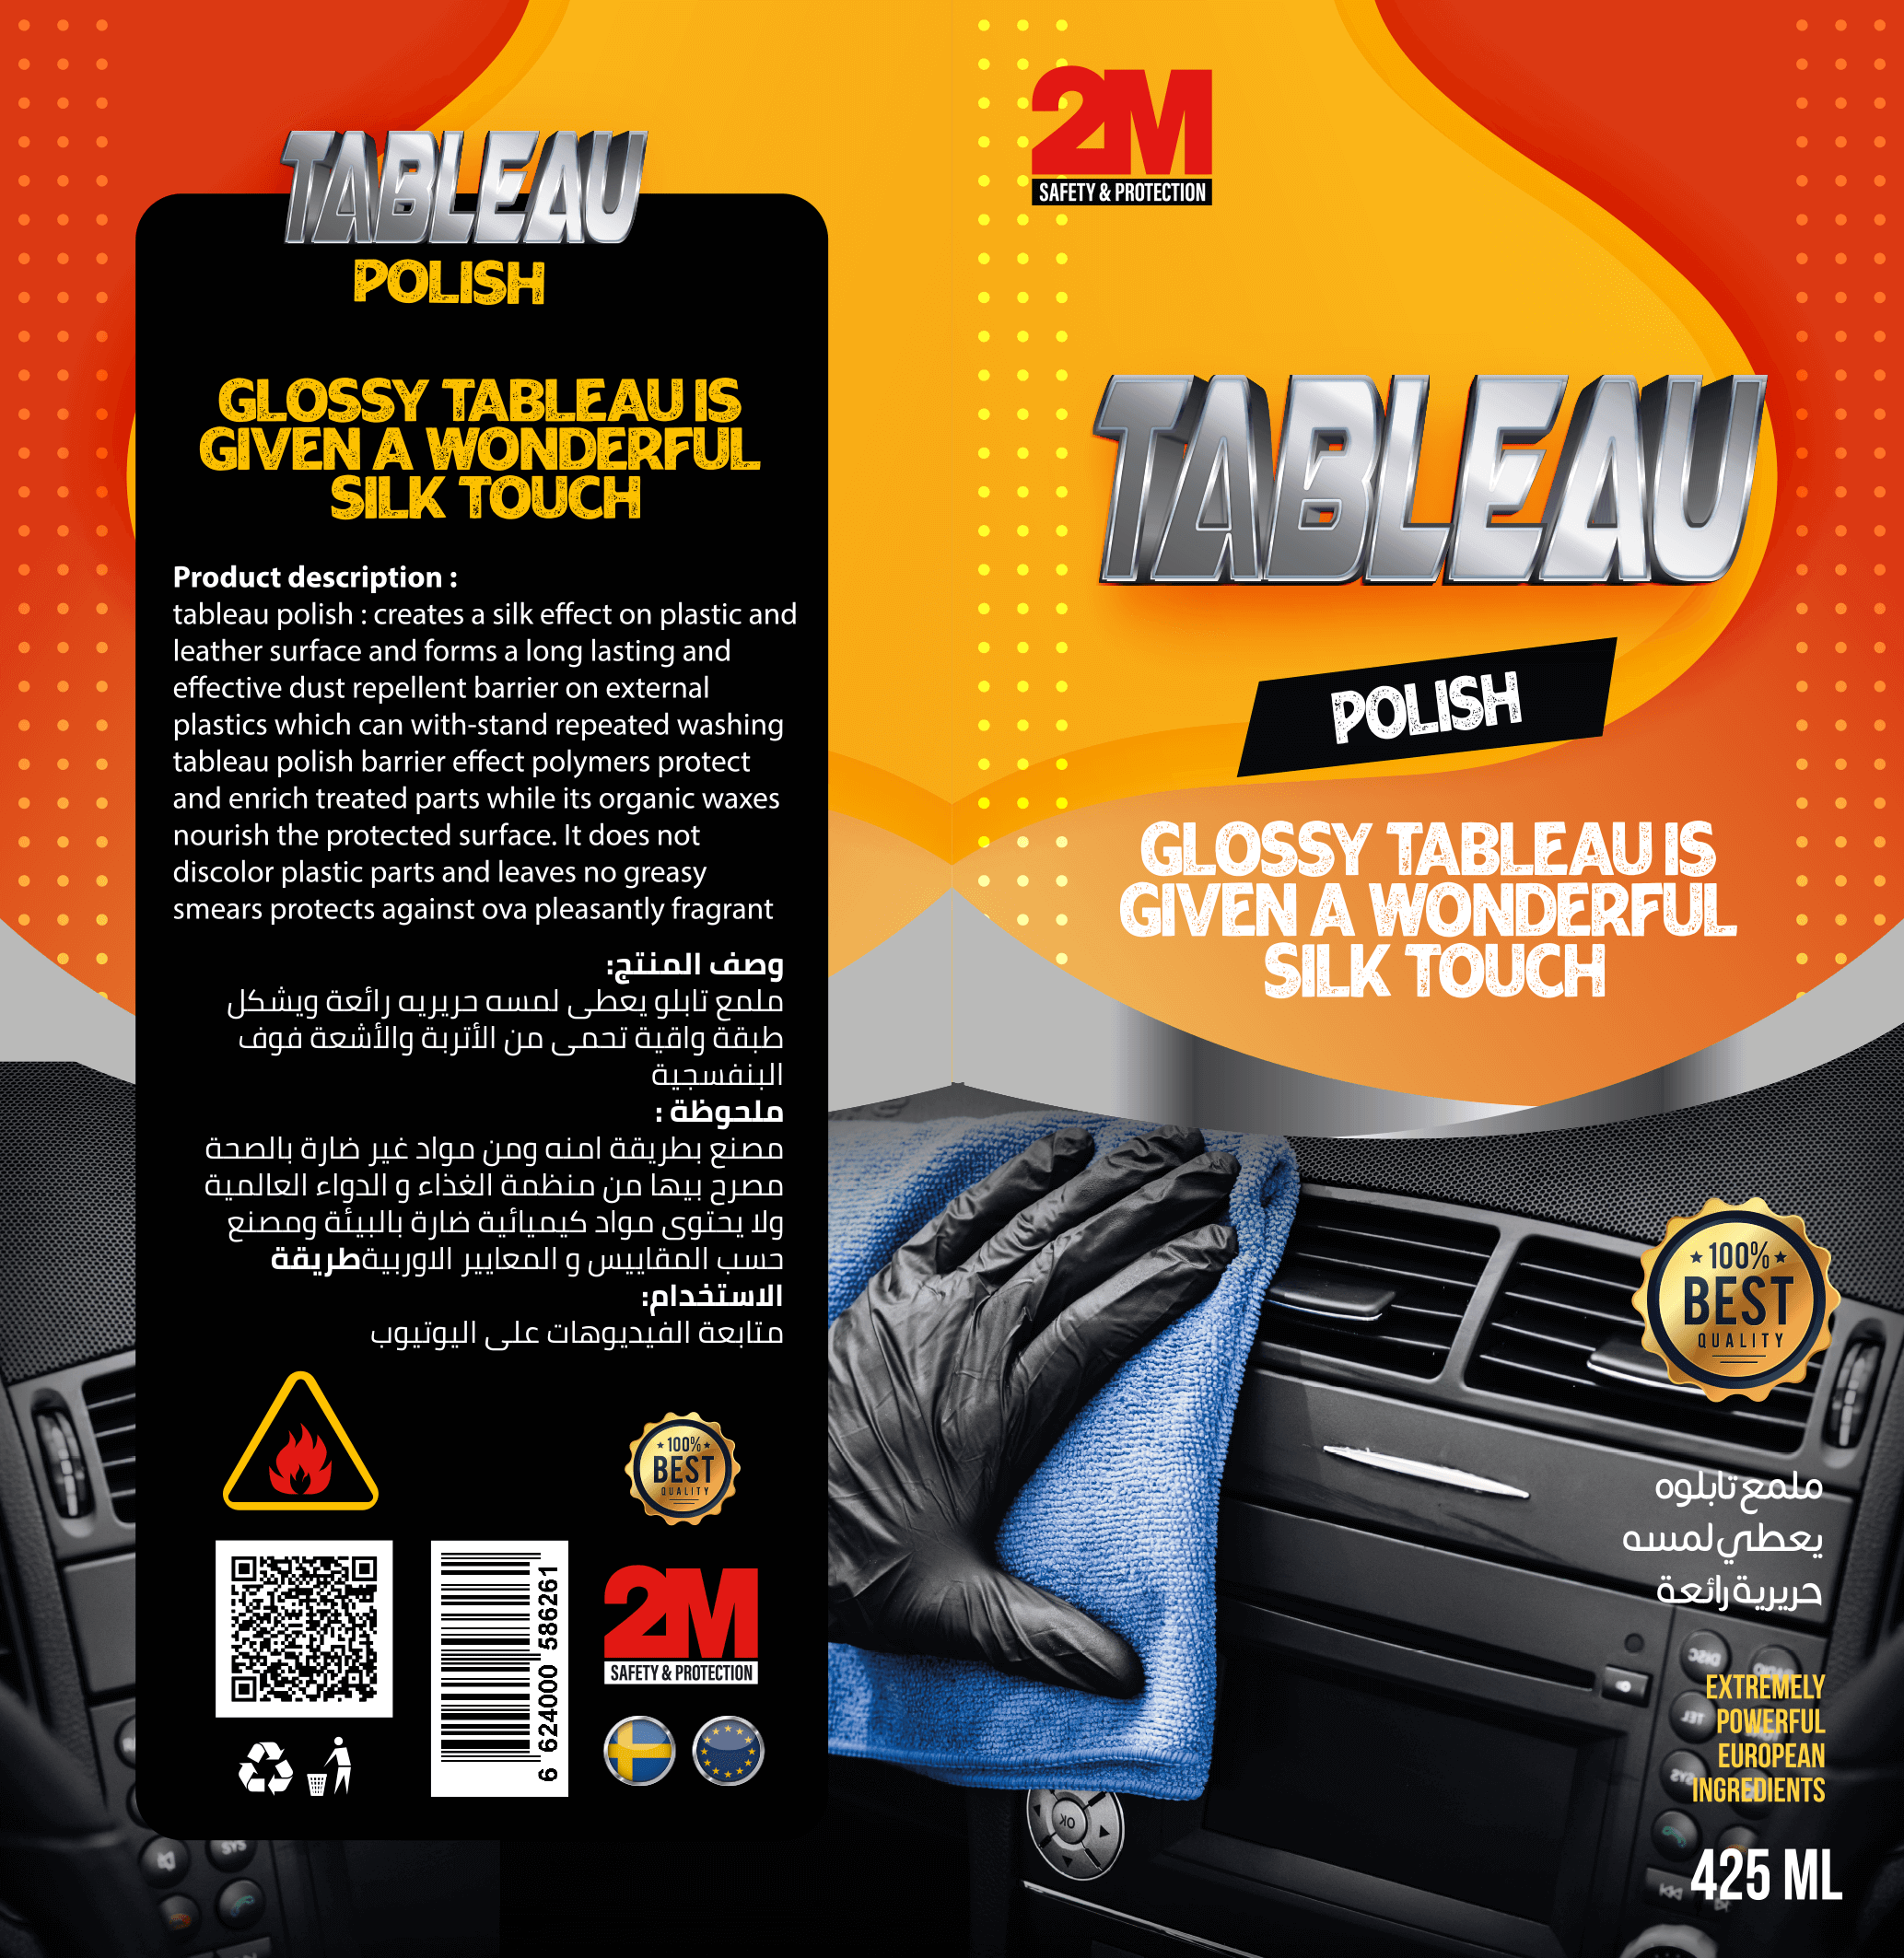 TABLEAU
POLISH
GLOSSY TABLEAU IS
GIVEN A WONDERFUL
SILK TOUCH
Product description :
tableau polish : creates a silk effect on plastic and
leather surface and forms a long lasting and
effective dust repellent barrier on external
plastics which can with-stand repeated washing
tableau polish barrier effect polymers protect
and enrich treated parts while its organic waxes
nourish the protected surface. It does not
discolor plastic parts and leaves no greasy
smears protects against ova pleasantly fragrant
وصف المنتج:
ملمع تابلو يعطى لمسه حريريه رائعة ويشكل
طبقة واقية تحمى من الأتربة والأشعة فوف
البنفسجية
ملحوظة :
مصنع بطريقة امنه ومن مواد غير ضارة بالصحة
مصرح بيها من منظمة الغذاء و الدواء العالمية
ولا يحتوى مواد كيميائية ضارة بالبيئة ومصنع
حسب المقاييس و المعايير الاوربيةطريقة
الاستخدام:
متابعة الفيديوهات على اليوتيوب
100%
BEST
QUALITY
6 624000 586261
2M
SAFETY & PROTECTION
2M
SAFETY & PROTECTION
TABLEAU
POLISH
GLOSSY TABLEAU IS
GIVEN A WONDERFUL
SILK TOUCH
100%
BEST
QUALITY
ملمع تابلوه
يعطي لمسه
حريرية رائعة
EXTREMELY
POWERFUL
EUROPEAN
INGREDIENTS
425 ML
OK
DISC
TEL
SYS
SYS